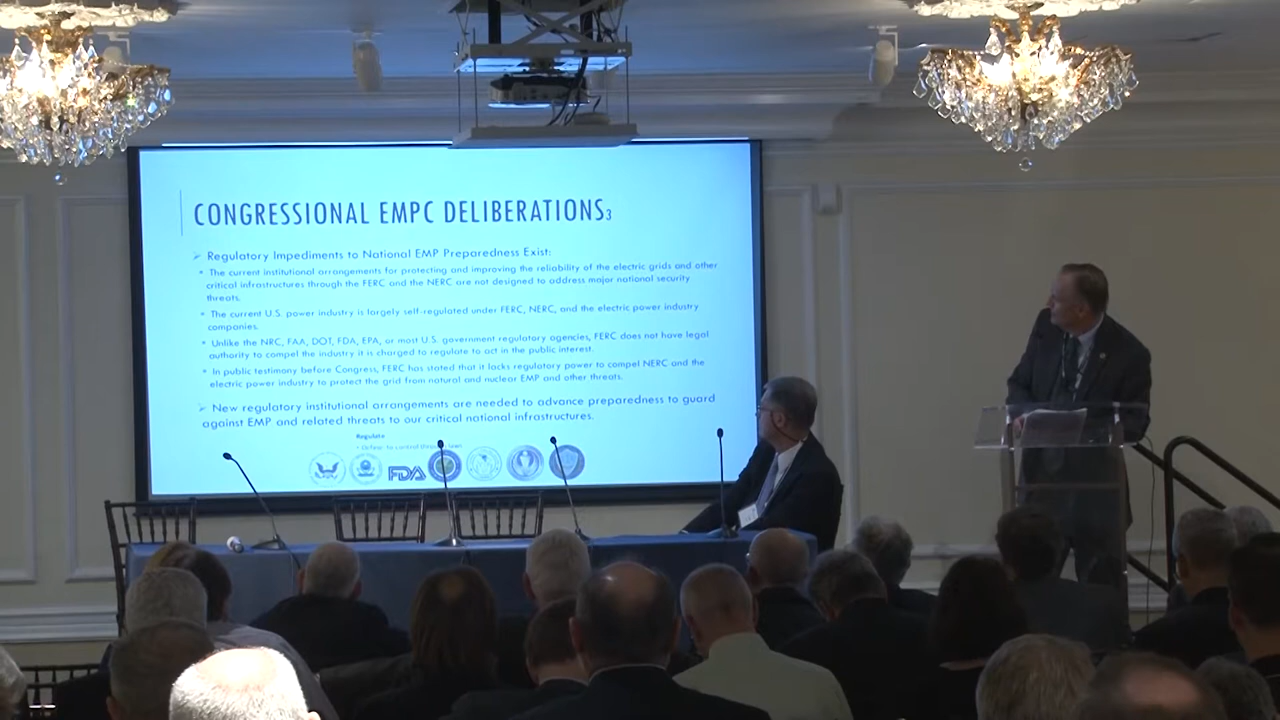 CONGRESSIONAL EMPC DELIBERATIONS3
Regulatory Impediments to National EMP Preparedness Exist:
The current institutional arrangements for protecting and improving the reliability of the electric grids and other
critical infrastructures through the FERC and the NERC are not designed to address major national security
threats.
The current U.S. power industry is largely self-regulated under FERC, NERC, and the electric power industry
companies.
Unlike the NRC, FAA, DOT, FDA, EPA, or most U.S. government regulatory agencies, FERC does not have legal
authority to compel the industry it is charged to regulate to act in the public interest.
In public testimony before Congress, FERC has stated that it lacks regulatory power to compel NERC and the
electric power industry to protect the grid from natural and nuclear EMP and other threats.
New regulatory institutional arrangements are needed to advance preparedness to guard
against EMP and related threats to our critical national infrastructures.
Regulate
to control through laws
FDA